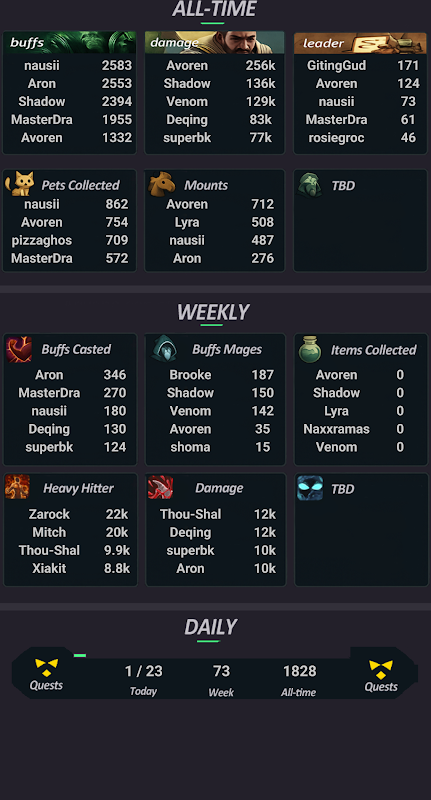 ALL-TIME
buffs
nausii 2583
Aron 2553
Shadow 2394
MasterDra 1955
Avoren 1332
damage
Avoren 256k
Shadow 136k
Venom 129k
Deqing 83k
superbk 77k
leader
GitingGud 171
Avoren 124
nausii 73
MasterDra 61
rosiegroc 46
Pets Collected
nausii 862
Avoren 754
pizzaghos 709
MasterDra 572
Mounts
Avoren 712
Lyra 508
nausii 487
Aron 276
TBD
WEEKLY
Buffs Casted
Aron 346
MasterDra 270
nausii 180
Deqing 130
superbk 124
Buffs Mages
Brooke 187
Shadow 150
Venom 142
Avoren 35
shoma 15
Items Collected
Avoren 0
Shadow 0
Lyra 0
Naxxramas 0
Venom 0
Heavy Hitter
Zarock 22k
Mitch 20k
Thou-Shal 9.9k
Xiakit 8.8k
Damage
Thou-Shal 12k
Deqing 12k
superbk 10k
Aron 10k
TBD
DAILY
Quests
1 / 23 73 1828
Today Week All-time
Quests